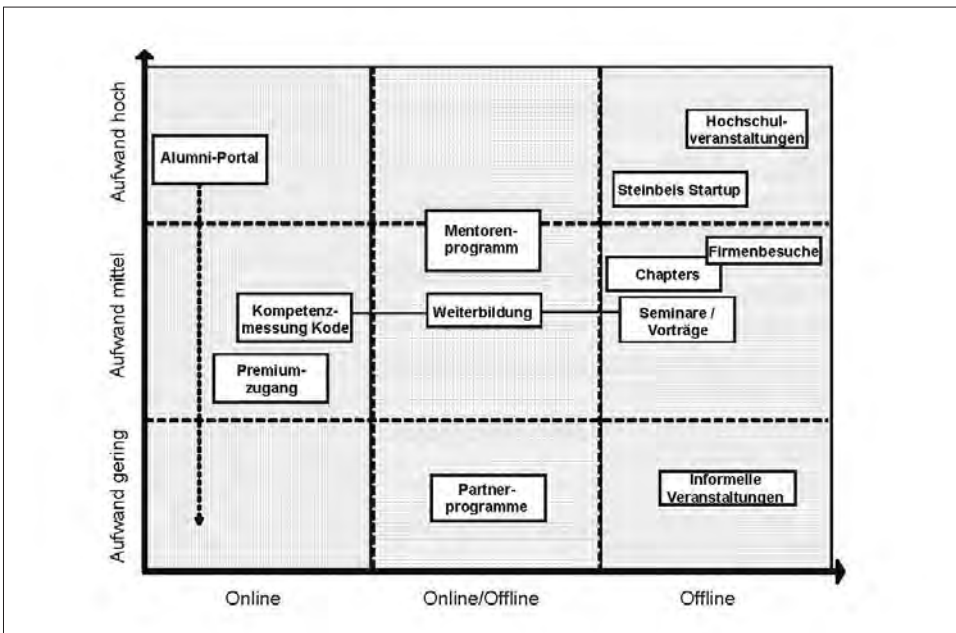 Aufwand hoch
Alumni-Portal
Hochschul-
veranstaltungen
Steinbeis Startup
Aufwand mittel
Mentoren-
programm
Firmenbesuche
Chapters
Kompetenz-
messung Kode
Weiterbildung
Seminare /
Vorträge
Premium-
zugang
Aufwand gering
Partner-
programme
Informelle
Veranstaltungen
Online
Online/Offline
Offline